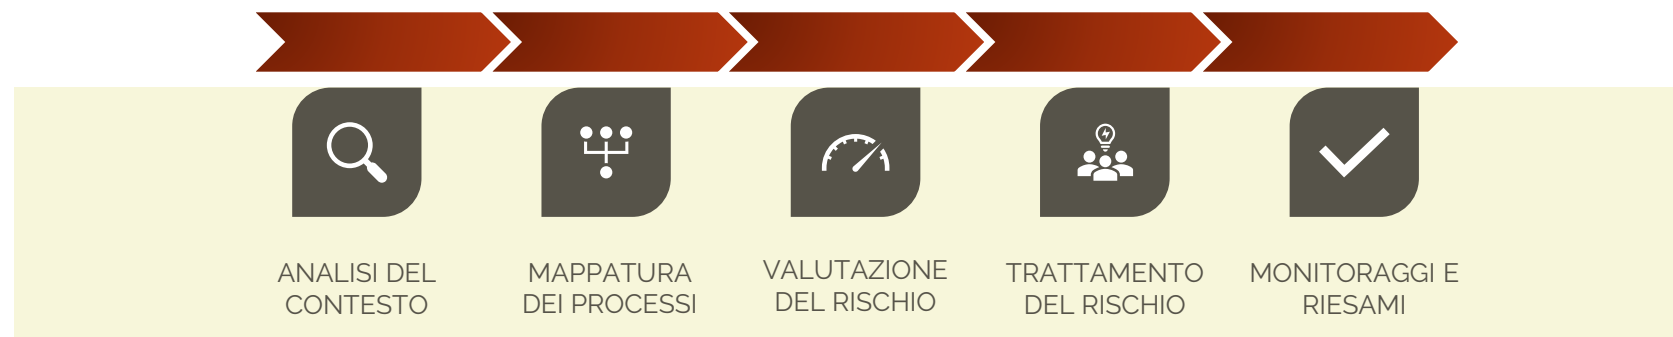 ANALISI DEL
CONTESTO
MAPPATURA
DEI PROCESSI
VALUTAZIONE
DEL RISCHIO
TRATTAMENTO
DEL RISCHIO
MONITORAGGI E
RIESAMI